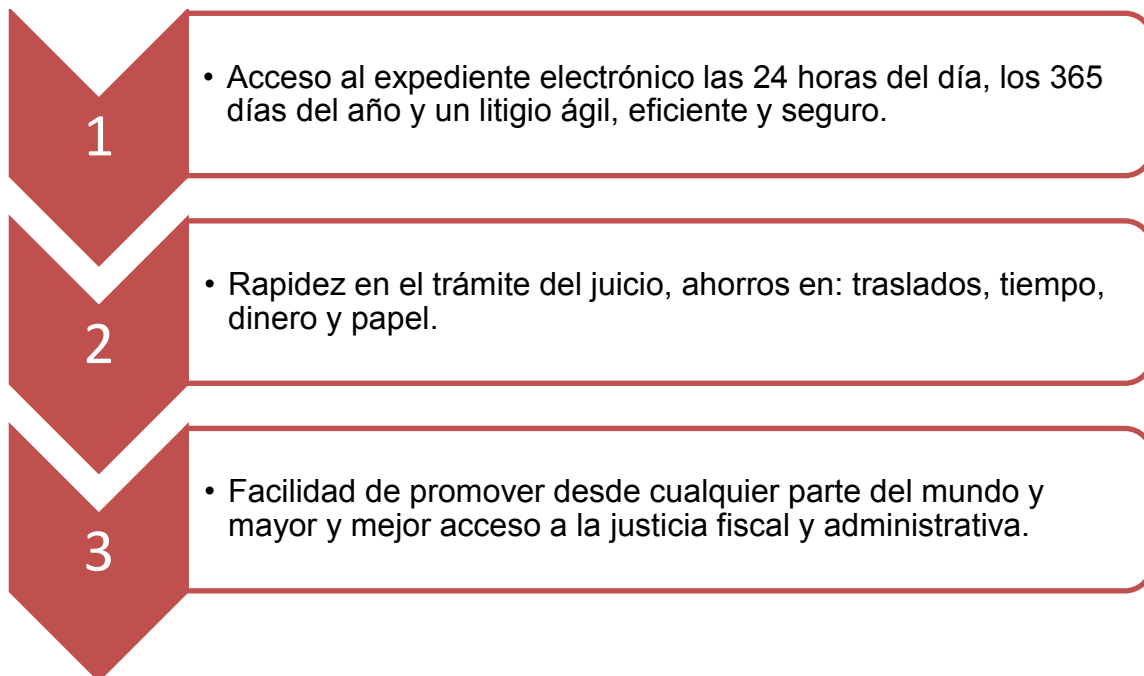 1
• Acceso al expediente electrónico las 24 horas del día, los 365
días del año y un litigio ágil, eficiente y seguro.
2
• Rapidez en el trámite del juicio, ahorros en: traslados, tiempo,
dinero y papel.
3
• Facilidad de promover desde cualquier parte del mundo y
mayor y mejor acceso a la justicia fiscal y administrativa.